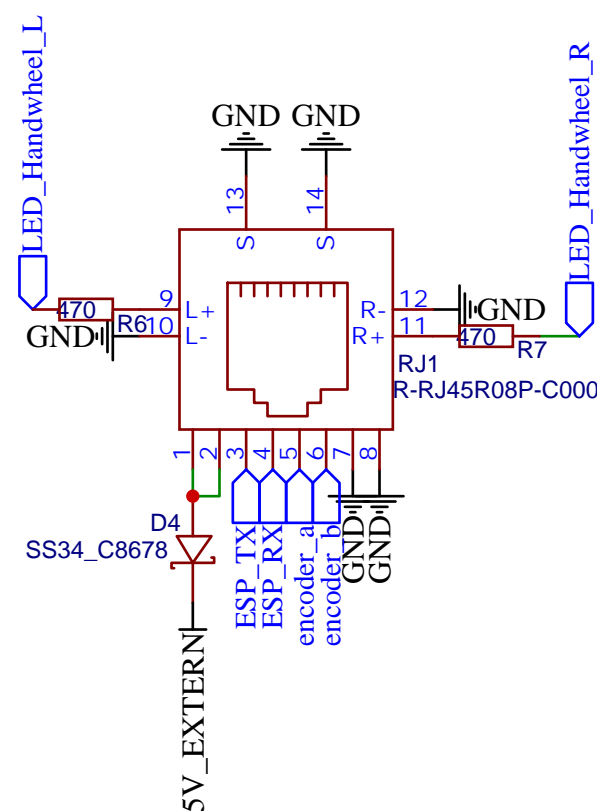 LED_Handwheel_L
LED_Handwheel_R
GND
GND
13
14
S
S
470
R6
9
L+
10
L-
GND
R-
12
GND
R+
11
470
R7
RJ1
R-RJ45R08P-C000
1
2
3
4
5
6
7
8
D4
SS34_C8678
ESP_TX
ESP_RX
encoder_a
encoder_b
GND
GND
5V_EXTERN